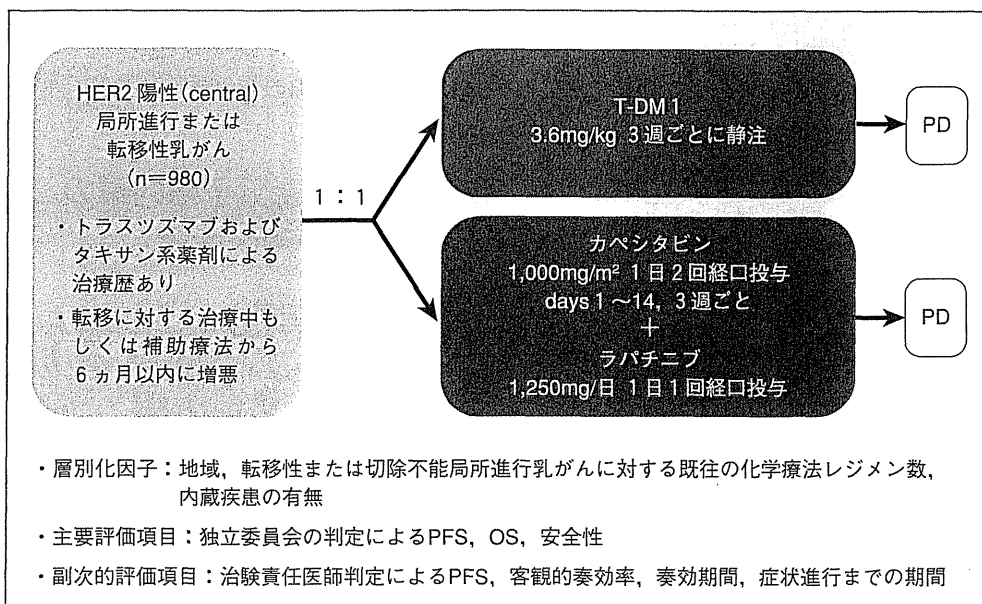 HER2 陽性(central)
局所進行または
転移性乳がん
(n=980)
・トラスツズマブおよび
タキサン系薬剤による
治療歴あり
・転移に対する治療中も
しくは補助療法から
6ヵ月以内に増悪
1:1
T-DM1
3.6mg/kg 3週ごとに静注
PD
カペシタビン
1,000mg/m² 1日2回経口投与
days 1～14, 3週ごと
+
ラパチニブ
1,250mg/日 1日1回経口投与
PD
・層別化因子:地域,転移性または切除不能局所進行乳がんに対する既往の化学療法レジメン数,
内蔵疾患の有無
・主要評価項目:独立委員会の判定によるPFS, OS, 安全性
・副次的評価項目:治験責任医師判定によるPFS, 客観的奏効率, 奏効期間, 症状進行までの期間